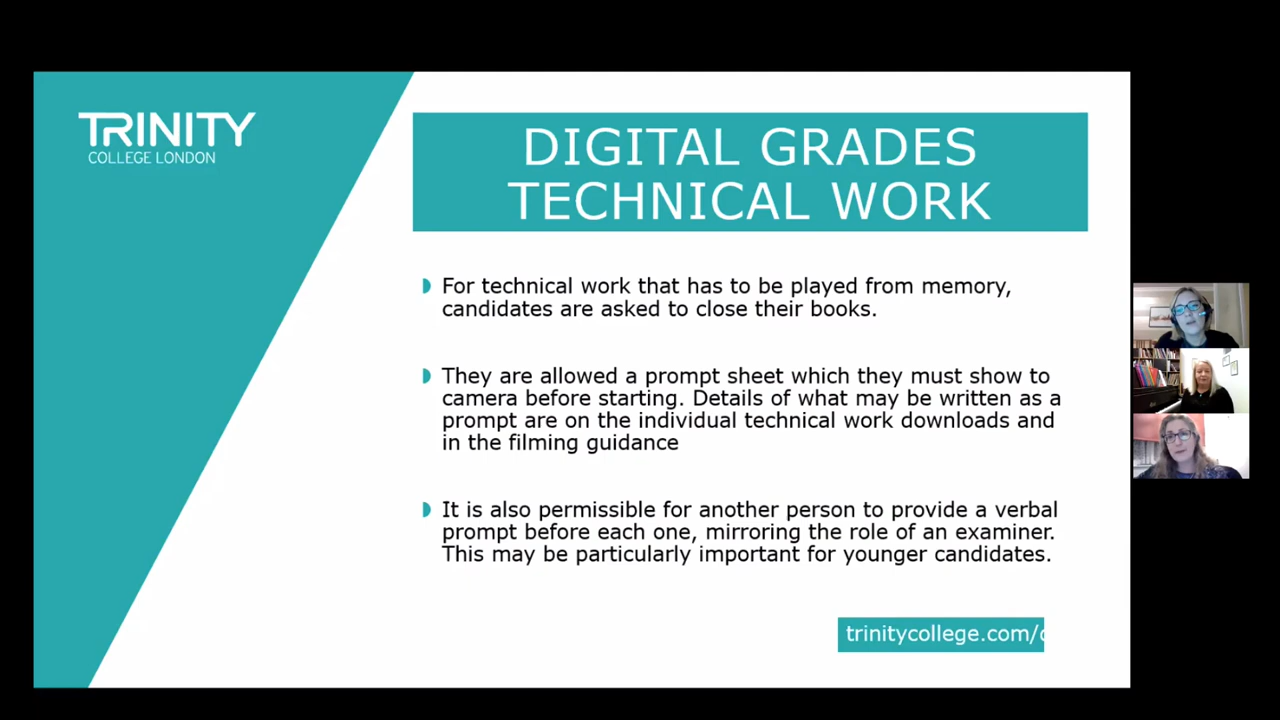 TRINITY
COLLEGE LONDON
DIGITAL GRADES
TECHNICAL WORK
For technical work that has to be played from memory,
candidates are asked to close their books.
They are allowed a prompt sheet which they must show to
camera before starting. Details of what may be written as a
prompt are on the individual technical work downloads and
in the filming guidance
It is also permissible for another person to provide a verbal
prompt before each one, mirroring the role of an examiner.
This may be particularly important for younger candidates.
trinitycollege.com/